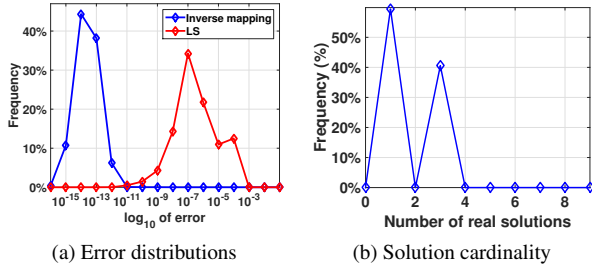 Inverse mapping
LS
Frequency
40%
30%
20%
10%
0%
10^-15 10^-13 10^-11 10^-9 10^-7 10^-5 10^-3
log10 of error
(a) Error distributions
Frequency (%)
50%
40%
30%
20%
10%
0%
0 2 4 6 8
Number of real solutions
(b) Solution cardinality